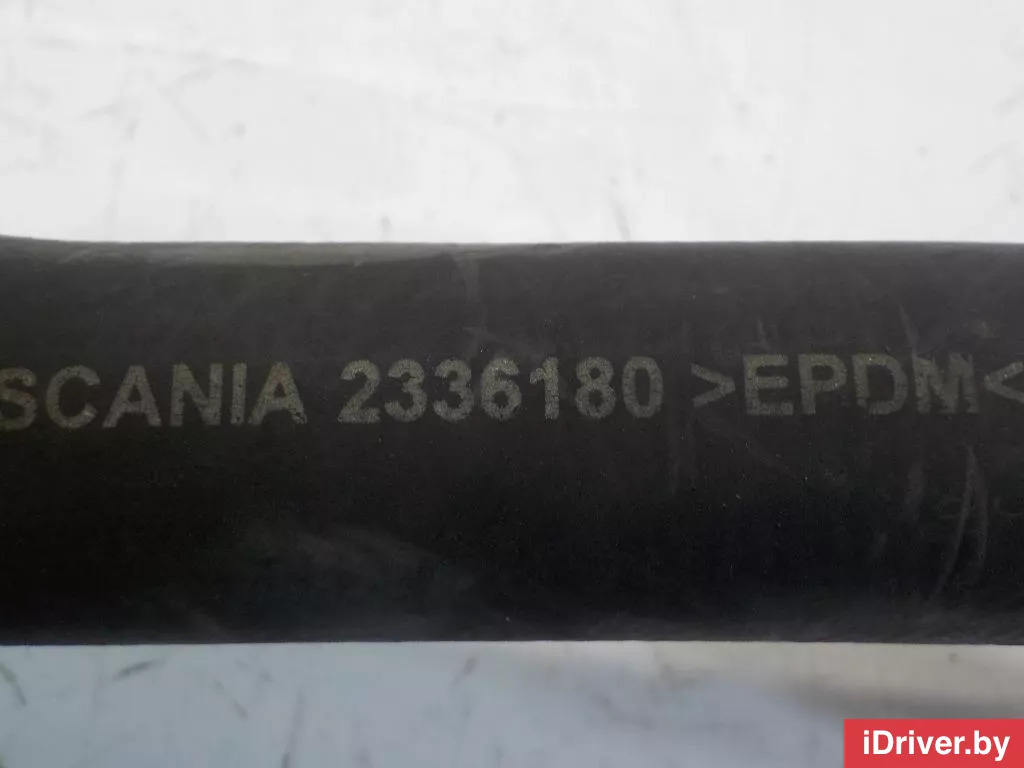 SCANIA 2336180 >EPDM<
iDriver.by